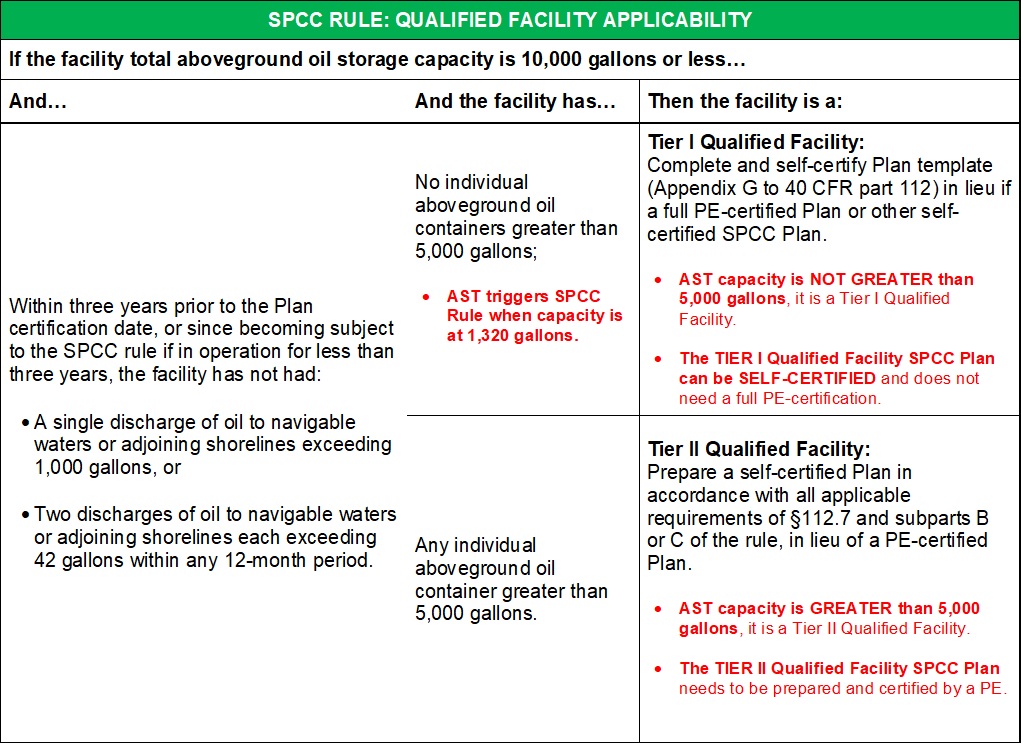 SPCC RULE: QUALIFIED FACILITY APPLICABILITY
If the facility total aboveground oil storage capacity is 10,000 gallons or less…
And…
And the facility has…
Then the facility is a:
Within three years prior to the Plan
certification date, or since becoming subject
to the SPCC rule if in operation for less than
three years, the facility has not had:
• A single discharge of oil to navigable
waters or adjoining shorelines exceeding
1,000 gallons, or
• Two discharges of oil to navigable waters
or adjoining shorelines each exceeding
42 gallons within any 12-month period.
No individual
aboveground oil
containers greater than
5,000 gallons;
• AST triggers SPCC
Rule when capacity is
at 1,320 gallons.
Tier I Qualified Facility:
Complete and self-certify Plan template
(Appendix G to 40 CFR part 112) in lieu if
a full PE-certified Plan or other self-
certified SPCC Plan.
• AST capacity is NOT GREATER than
5,000 gallons, it is a Tier I Qualified
Facility.
• The TIER I Qualified Facility SPCC Plan
can be SELF-CERTIFIED and does not
need a full PE-certification.
Any individual
aboveground oil
container greater than
5,000 gallons.
Tier II Qualified Facility:
Prepare a self-certified Plan in
accordance with all applicable
requirements of §112.7 and subparts B
or C of the rule, in lieu of a PE-certified
Plan.
• AST capacity is GREATER than 5,000
gallons, it is a Tier II Qualified Facility.
• The TIER II Qualified Facility SPCC Plan
needs to be prepared and certified by a PE.